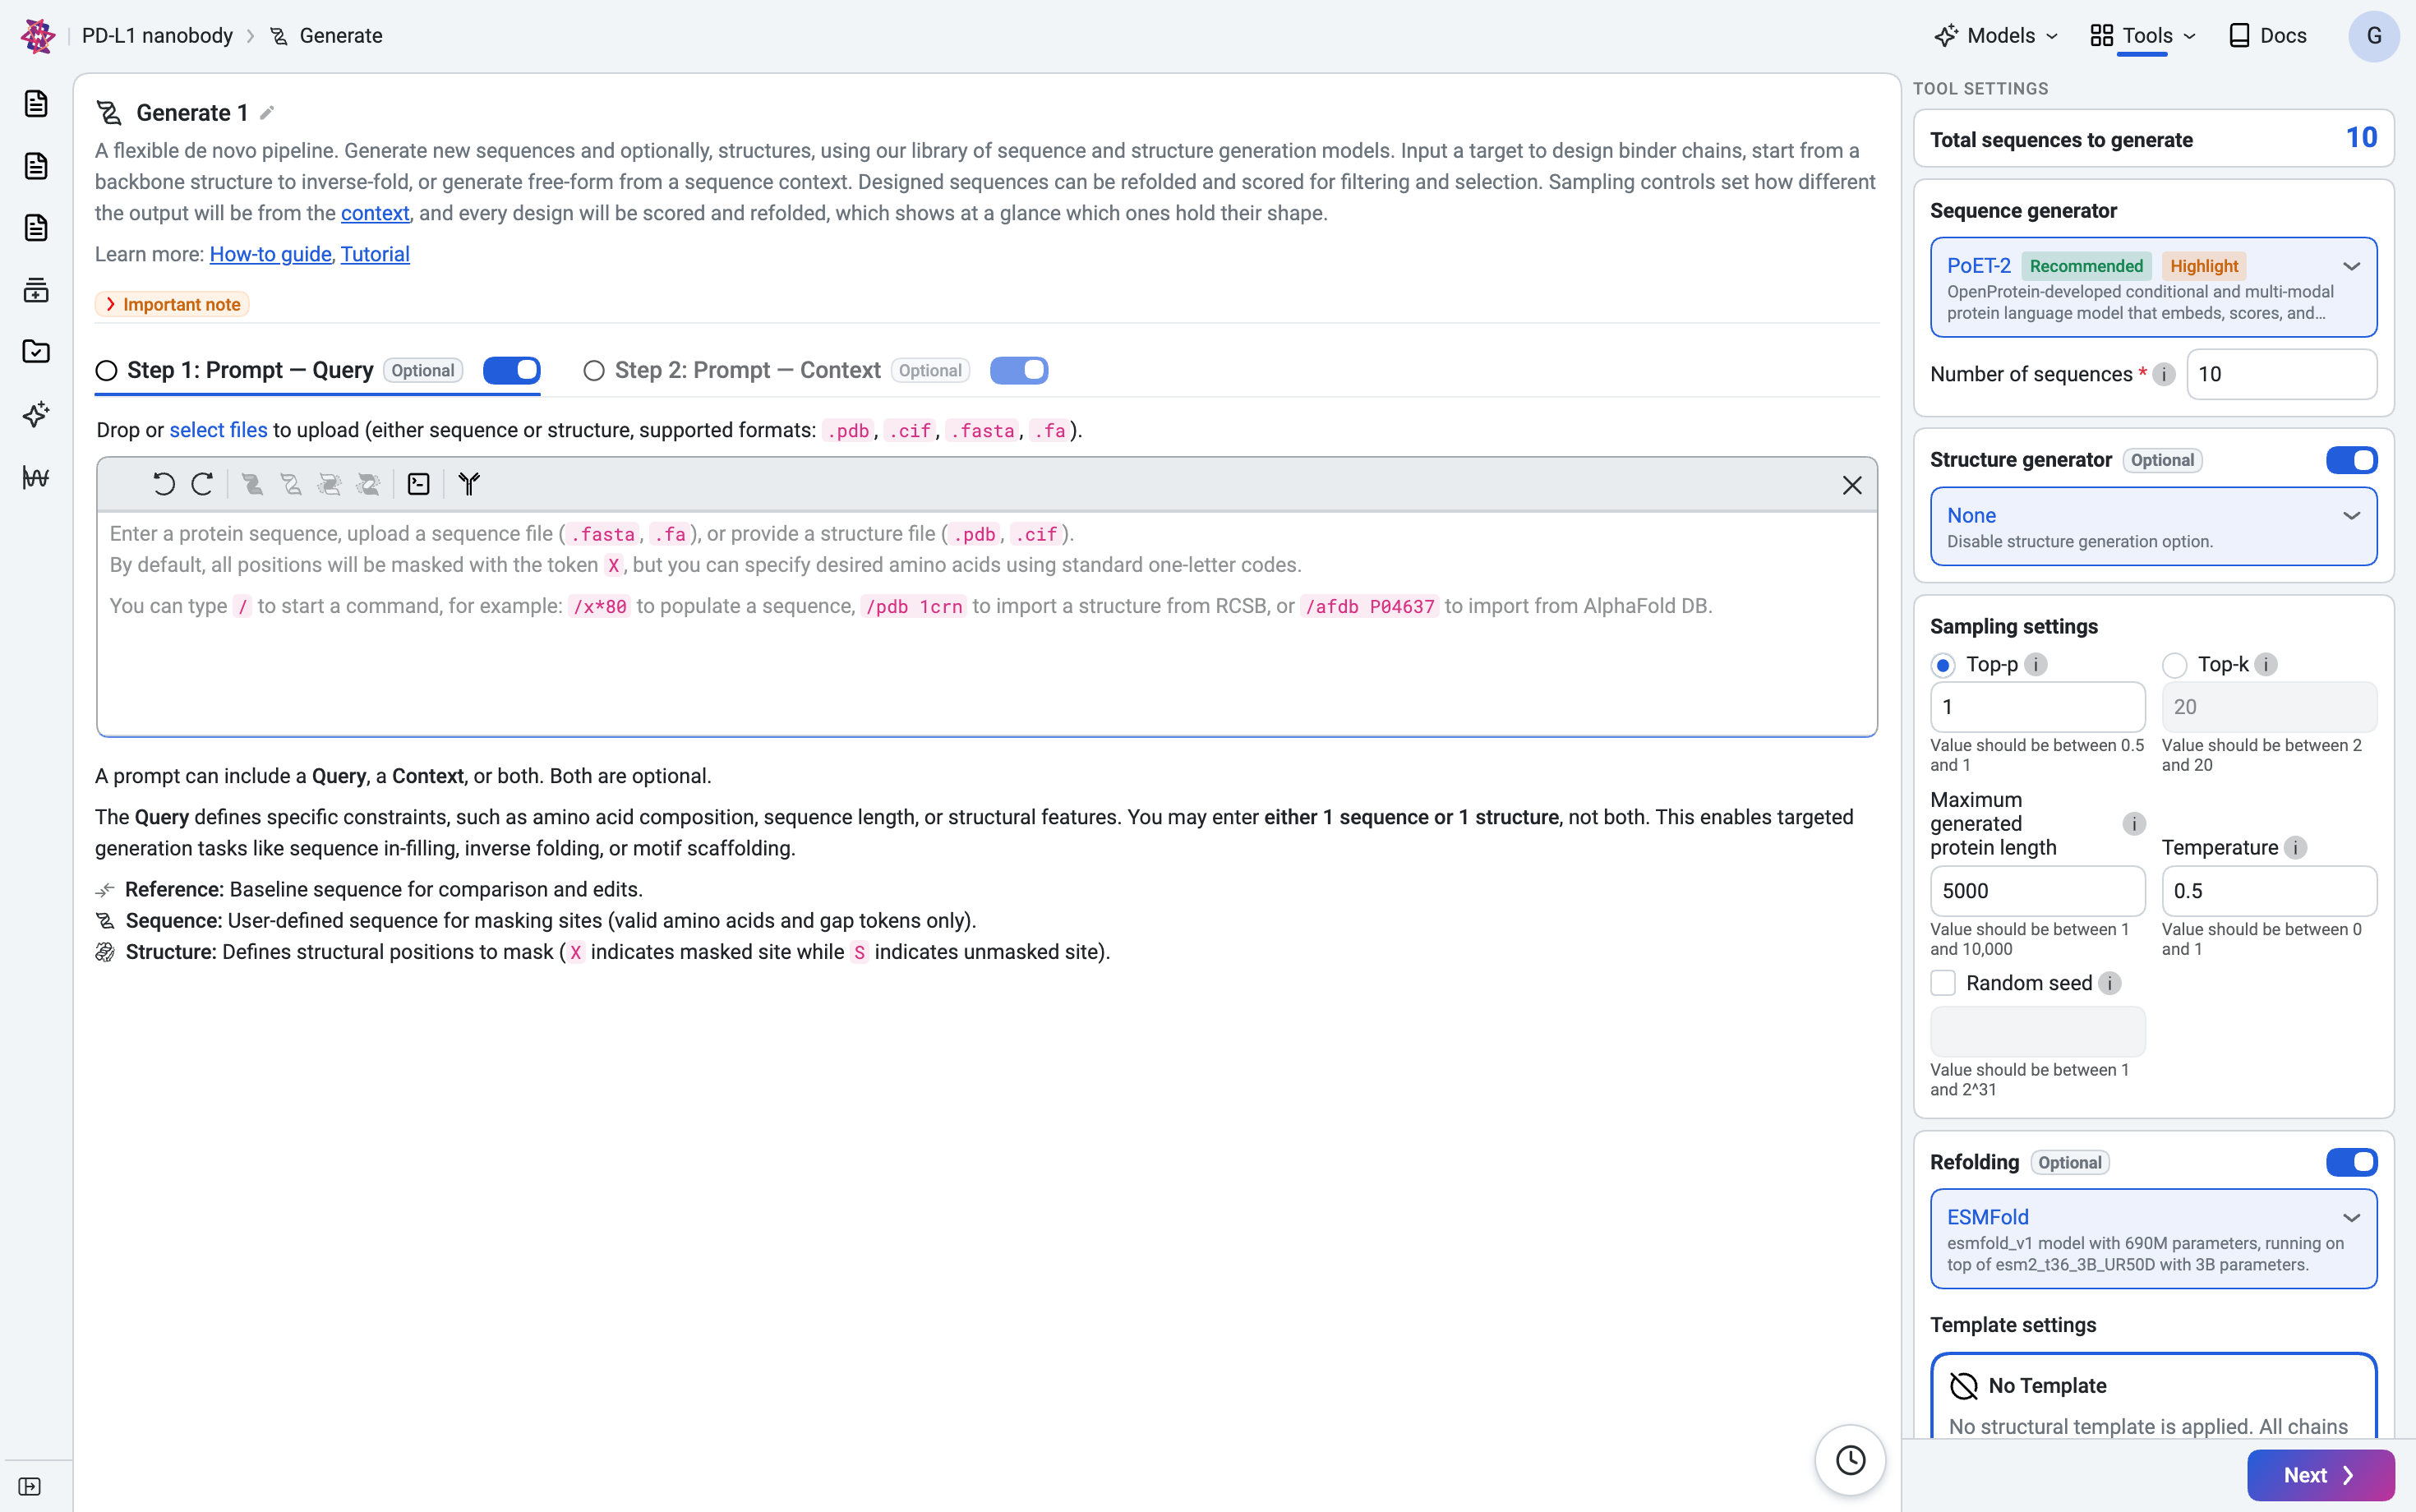 PD-L1 nanobody > Generate
Models
Tools
Docs
G
Generate 1
A flexible de novo pipeline. Generate new sequences and optionally, structures, using our library of sequence and structure generation models. Input a target to design binder chains, start from a
backbone structure to inverse-fold, or generate free-form from a sequence context. Designed sequences can be refolded and scored for filtering and selection. Sampling controls set how different
the output will be from the context, and every design will be scored and refolded, which shows at a glance which ones hold their shape.
Learn more: How-to guide, Tutorial
Important note
Step 1: Prompt — Query Optional
Step 2: Prompt — Context Optional
Drop or select files to upload (either sequence or structure, supported formats: .pdb, .cif, .fasta, .fa).
Enter a protein sequence, upload a sequence file (.fasta, .fa), or provide a structure file (.pdb, .cif).
By default, all positions will be masked with the token X, but you can specify desired amino acids using standard one-letter codes.
You can type / to start a command, for example: /x*80 to populate a sequence, /pdb 1crn to import a structure from RCSB, or /afdb P04637 to import from AlphaFold DB.
A prompt can include a Query, a Context, or both. Both are optional.
The Query defines specific constraints, such as amino acid composition, sequence length, or structural features. You may enter either 1 sequence or 1 structure, not both. This enables targeted
generation tasks like sequence in-filling, inverse folding, or motif scaffolding.
Reference: Baseline sequence for comparison and edits.
Sequence: User-defined sequence for masking sites (valid amino acids and gap tokens only).
Structure: Defines structural positions to mask (X indicates masked site while S indicates unmasked site).
TOOL SETTINGS
Total sequences to generate 10
Sequence generator
PoET-2 Recommended Highlight
OpenProtein-developed conditional and multi-modal
protein language model that embeds, scores, and...
Number of sequences * i 10
Structure generator Optional
None
Disable structure generation option.
Sampling settings
Top-p i
1
Value should be between 0.5
and 1
Top-k i
20
Value should be between 2
and 20
Maximum
generated
protein length i
5000
Value should be between 1
and 10,000
Temperature i
0.5
Value should be between 0
and 1
Random seed i
Value should be between 1
and 2^31
Refolding Optional
ESMFold
esmfold_v1 model with 690M parameters, running on
top of esm2_t36_3B_UR50D with 3B parameters.
Template settings
No Template
No structural template is applied. All chains
Next